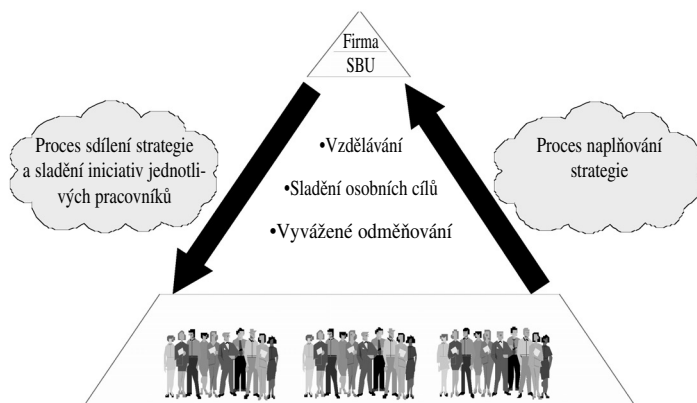 Firma
SBU
Proces sdílení strategie
a sladění iniciativ jednotli-
vých pracovníků
•Vzdělávání
•Sladění osobních cílů
•Vyvážené odměňování
Proces naplňování
strategie